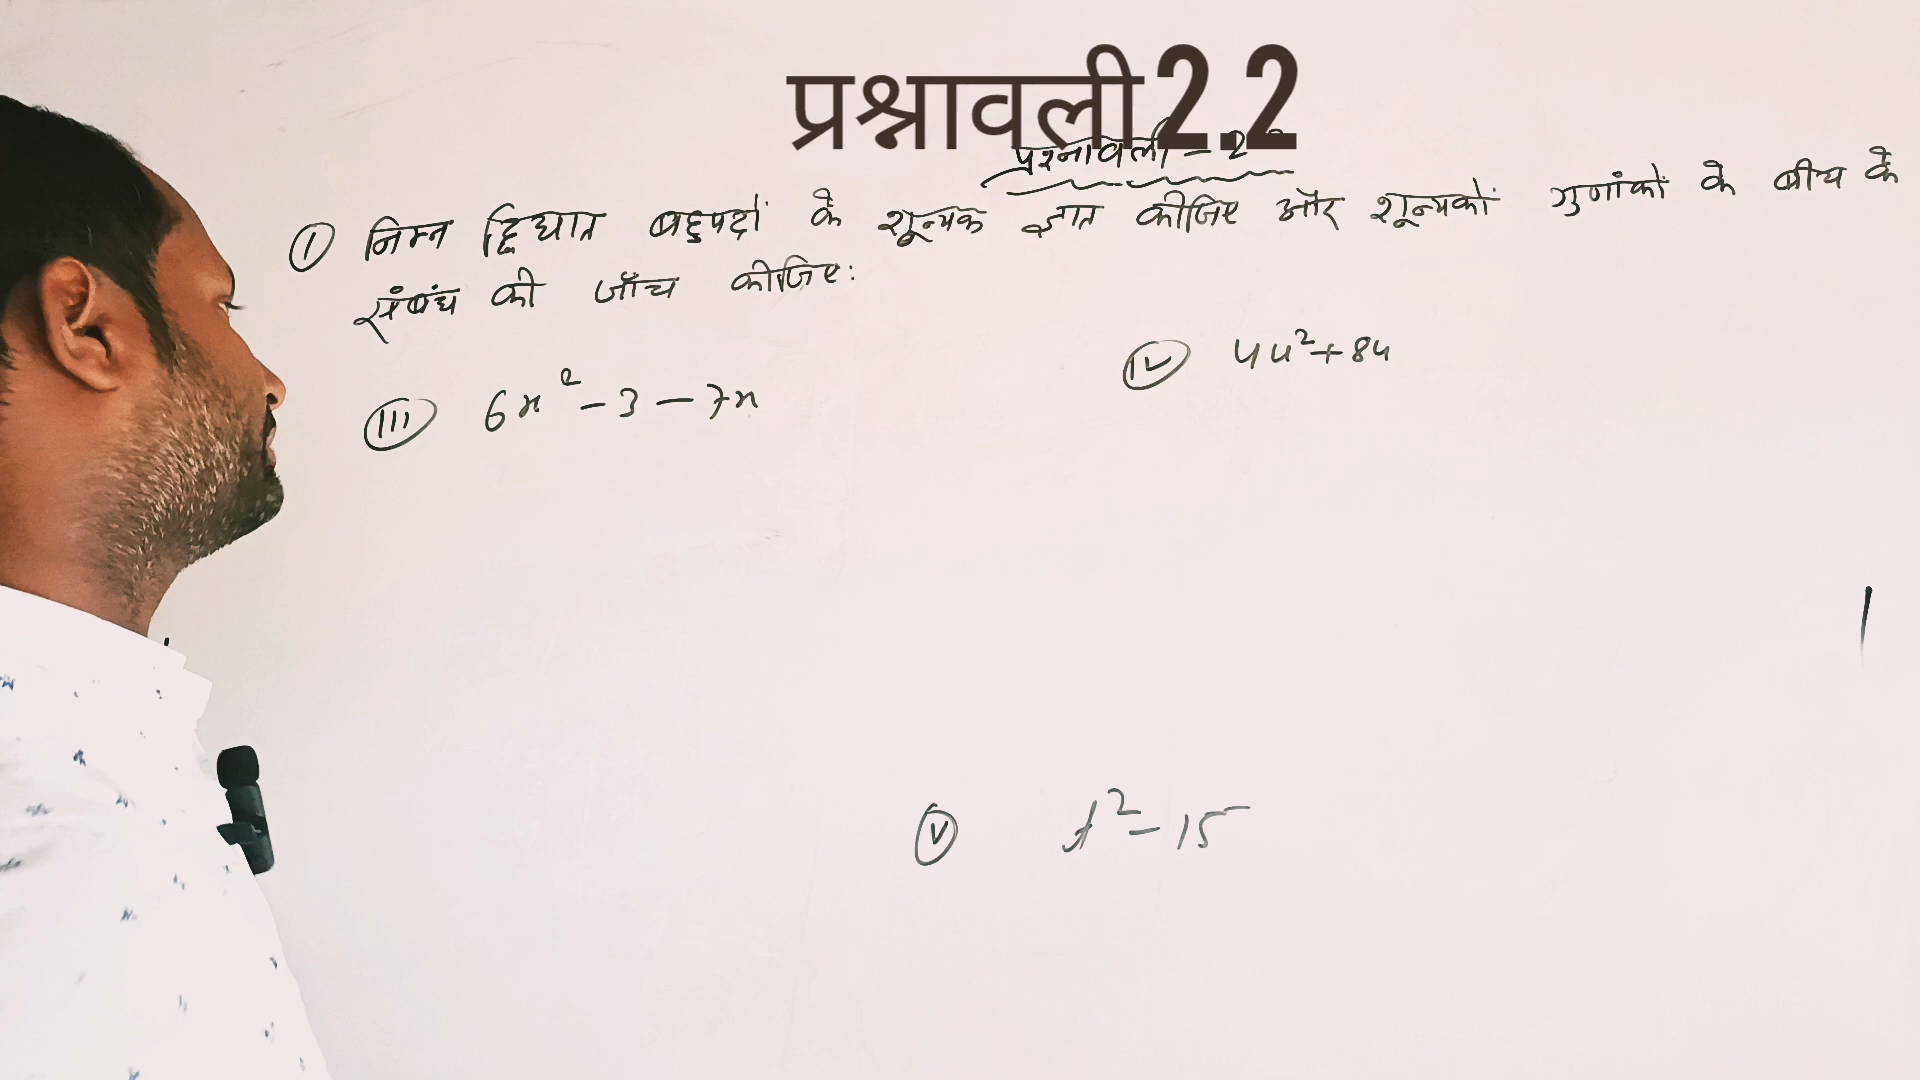 प्रश्नावली 2.2
प्रश्नावली - 2
① निम्न द्विघात बहुपदों के शून्यक ज्ञात कीजिए और शून्यकों गुणांकों के बीच के
संबंध की जाँच कीजिए:
(iii) 6x² - 3 - 7x
(iv) 4u² + 8u
(v) t² - 15